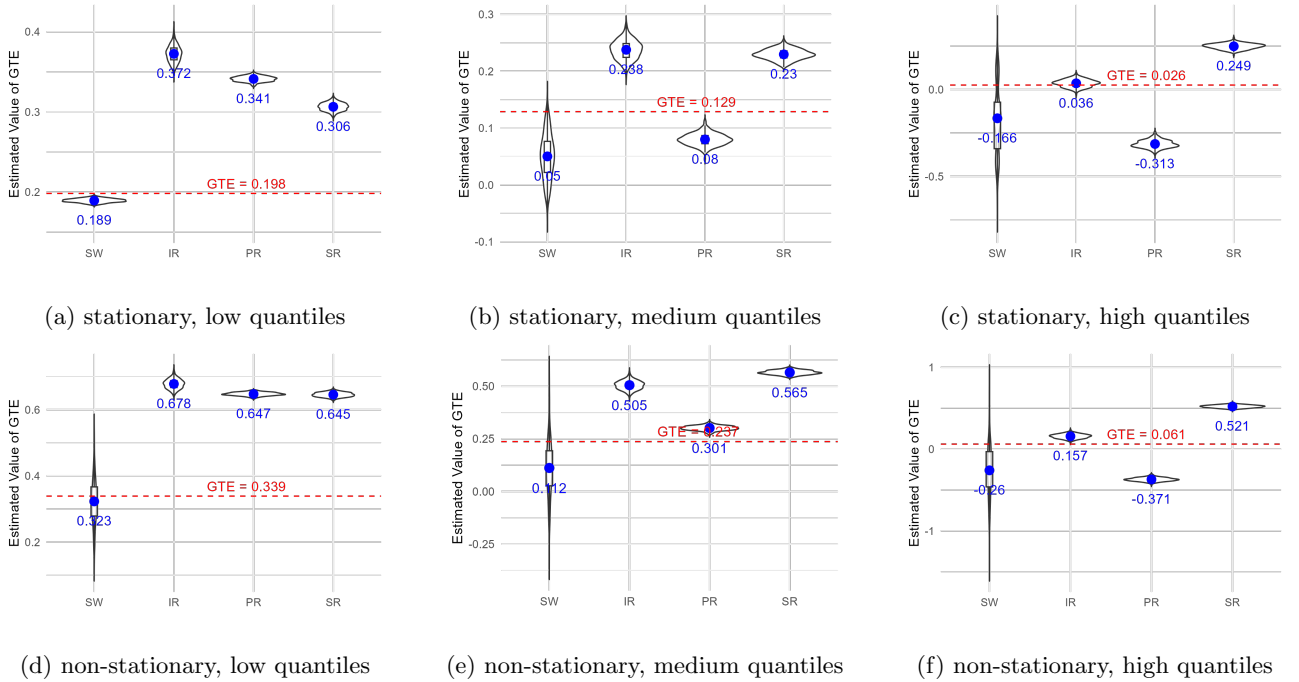 Estimated Value of GTE
0.4
0.3
0.2
0.189
0.372
0.341
0.306
GTE = 0.198
SW IR PR SR
(a) stationary, low quantiles
Estimated Value of GTE
0.3
0.2
0.1
0.0
-0.1
0.05
0.238
0.08
0.23
GTE = 0.129
SW IR PR SR
(b) stationary, medium quantiles
Estimated Value of GTE
0.0
-0.5
-0.166
0.036
-0.313
0.249
GTE = 0.026
SW IR PR SR
(c) stationary, high quantiles
Estimated Value of GTE
0.6
0.4
0.2
0.323
0.678
0.647
0.645
GTE = 0.339
SW IR PR SR
(d) non-stationary, low quantiles
Estimated Value of GTE
0.50
0.25
0.00
-0.25
0.112
0.505
0.301
0.565
GTE = 0.237
SW IR PR SR
(e) non-stationary, medium quantiles
Estimated Value of GTE
1
0
-1
-0.26
0.157
-0.371
0.521
GTE = 0.061
SW IR PR SR
(f) non-stationary, high quantiles